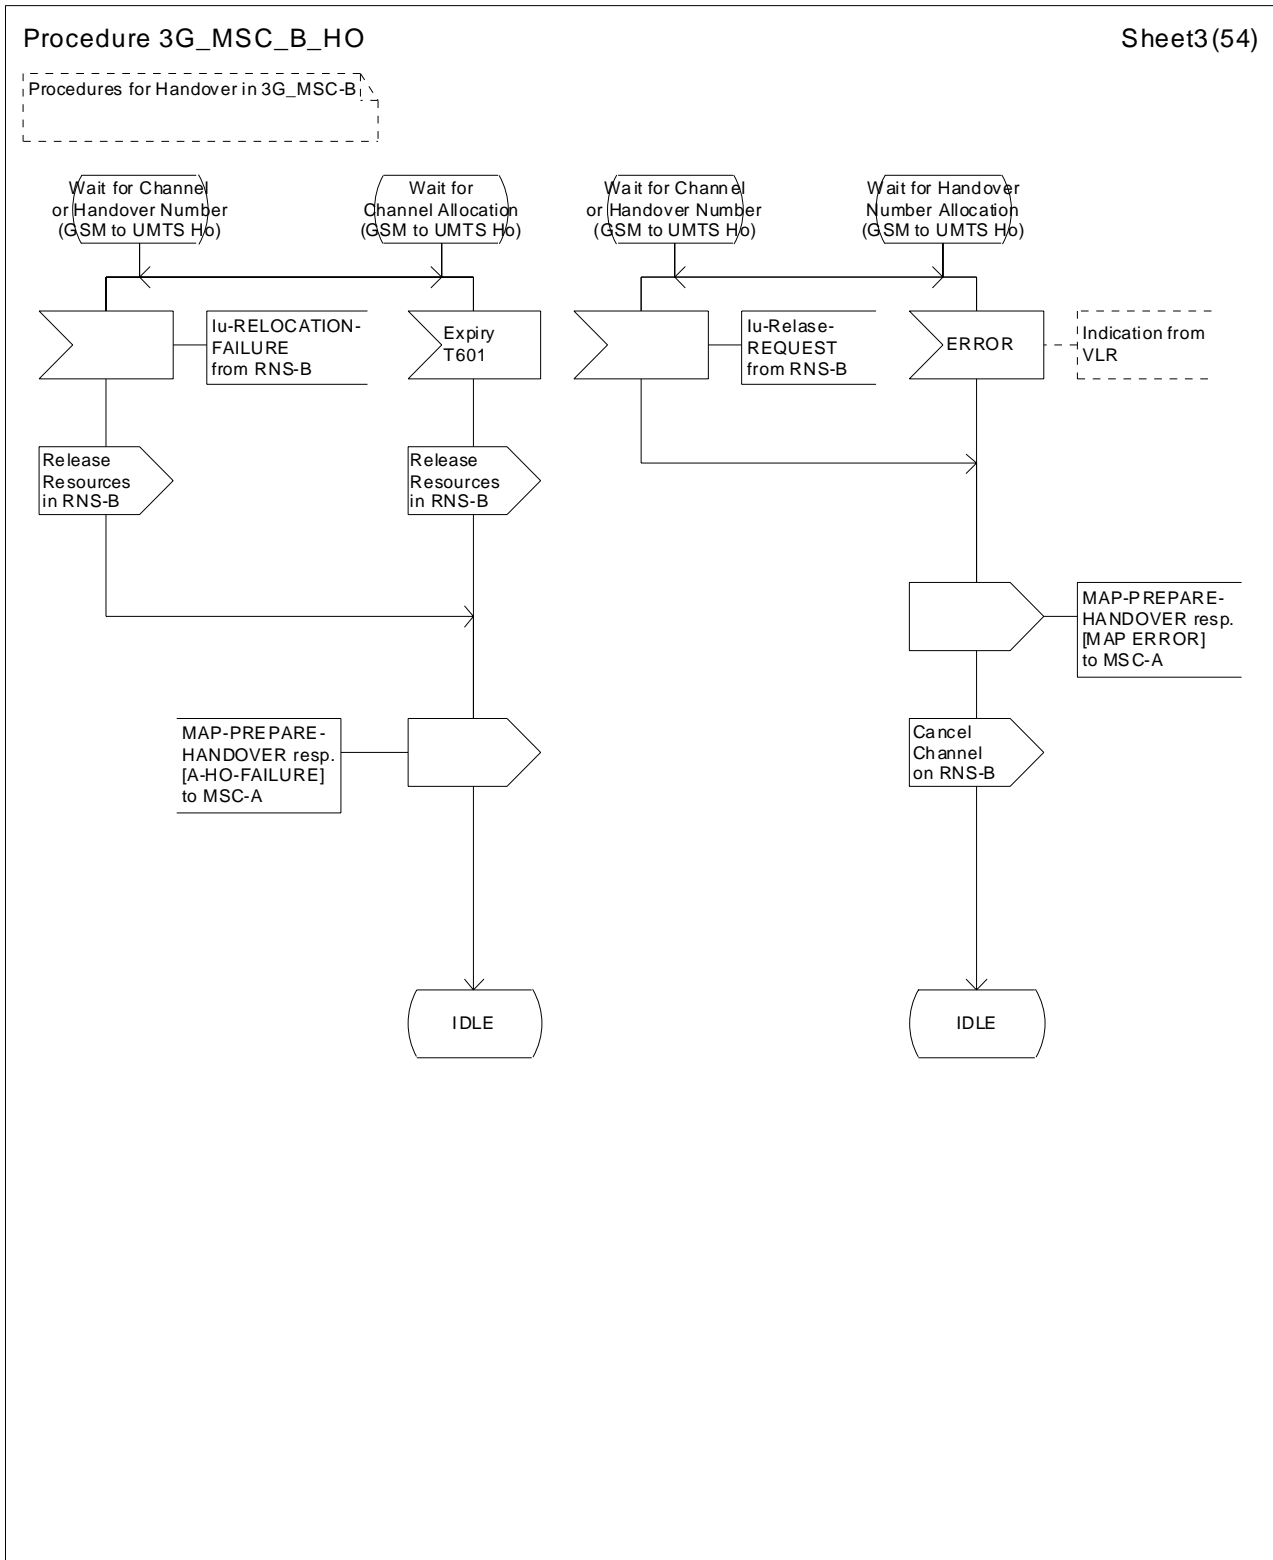 Procedure 3G_MSC_B_HO
Sheet3(54)
Procedures for Handover in 3G_MSC-B
Wait for Channel
or Handover Number
(GSM to UMTS Ho)
Wait for
Channel Allocation
(GSM to UMTS Ho)
Wait for Channel
or Handover Number
(GSM to UMTS Ho)
Wait for Handover
Number Allocation
(GSM to UMTS Ho)
Iu-RELOCATION-
FAILURE
from RNS-B
Expiry
T601
Iu-Relase-
REQUEST
from RNS-B
ERROR
Indication from
VLR
Release
Resources
in RNS-B
Release
Resources
in RNS-B
MAP-PREPARE-
HANDOVER resp.
[MAP ERROR]
to MSC-A
MAP-PREPARE-
HANDOVER resp.
[A-HO-FAILURE]
to MSC-A
Cancel
Channel
on RNS-B
IDLE
IDLE